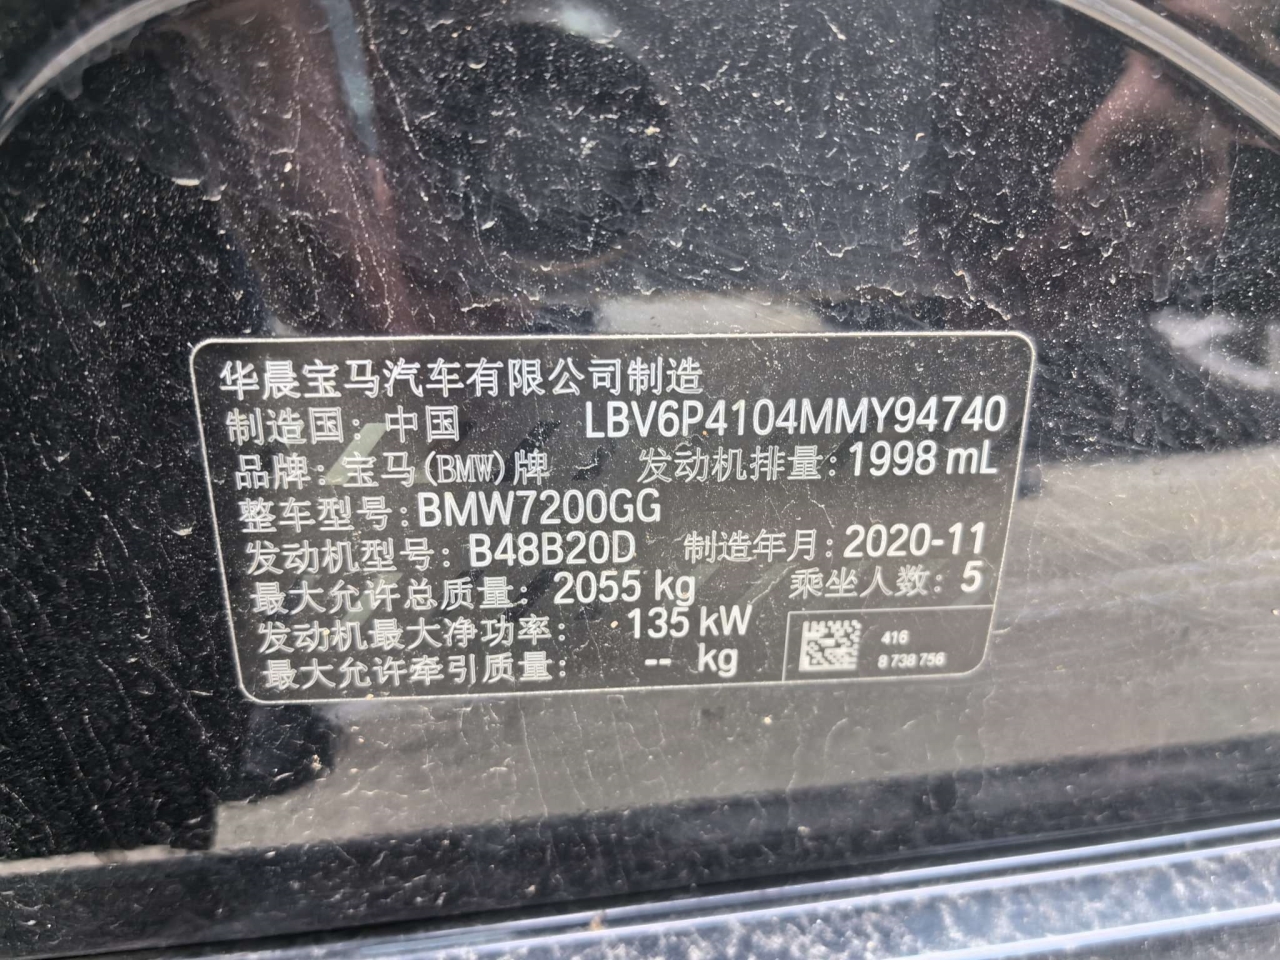 华晨宝马汽车有限公司制造
制造国: 中国 LBV6P4104MMY94740
品牌: 宝马(BMW)牌 发动机排量: 1998 mL
整车型号: BMW7200GG
发动机型号: B48B20D 制造年月: 2020-11
最大允许总质量: 2055 kg 乘坐人数: 5
发动机最大净功率: 135 kW
最大允许牵引质量: -- kg
416
8 738 756